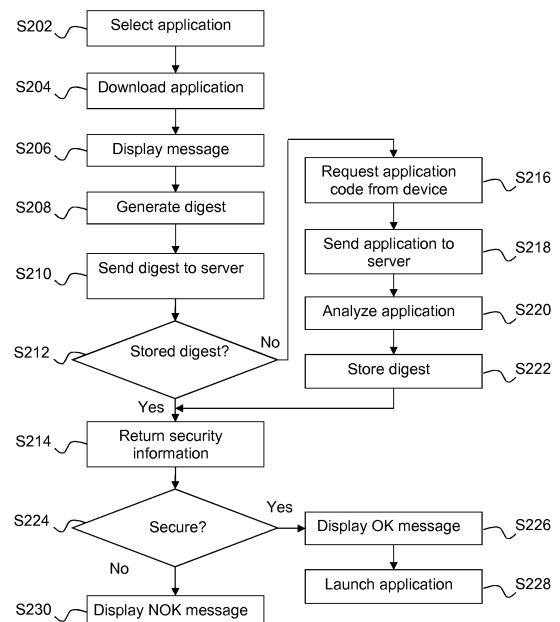 S202
Select application
S204
Download application
S206
Display message
S208
Generate digest
S210
Send digest to server
S212
Stored digest?
No
Yes
Request application
code from device
S216
Send application to
server
S218
Analyze application
S220
Store digest
S222
S214
Return security
information
S224
Secure?
Yes
No
Display OK message
S226
Launch application
S228
S230
Display NOK message